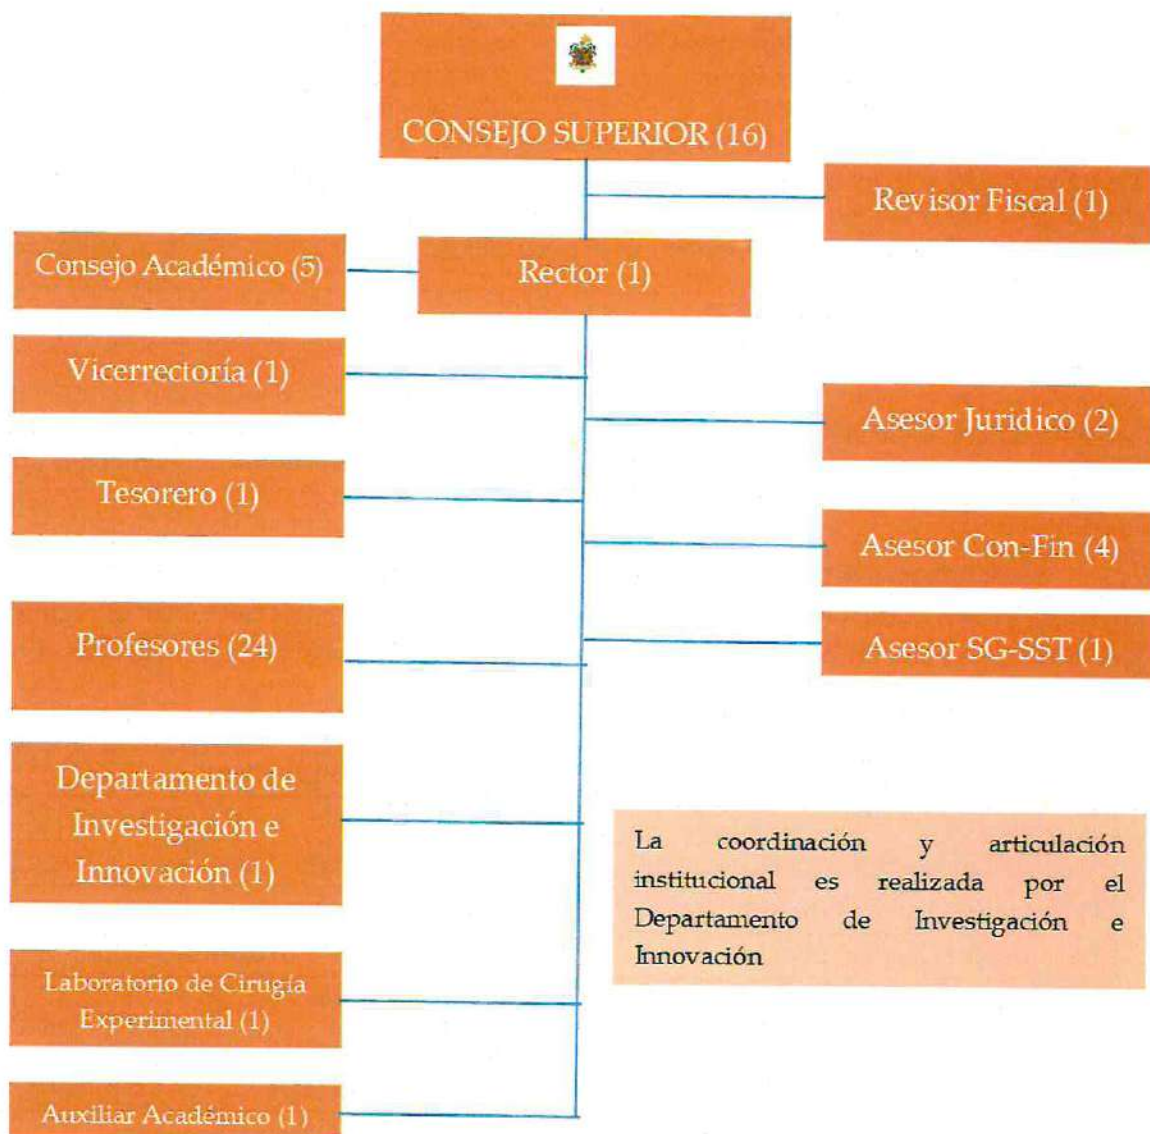 CONSEJO SUPERIOR (16)
Revisor Fiscal (1)
Consejo Académico (5)
Rector (1)
Vicerrectoría (1)
Asesor Juridico (2)
Tesorero (1)
Asesor Con-Fin (4)
Profesores (24)
Asesor SG-SST (1)
Departamento de
Investigación e
Innovación (1)
La coordinación y articulación
institucional es realizada por el
Departamento de Investigación e
Innovación
Laboratorio de Cirugía
Experimental (1)
Auxiliar Académico (1)